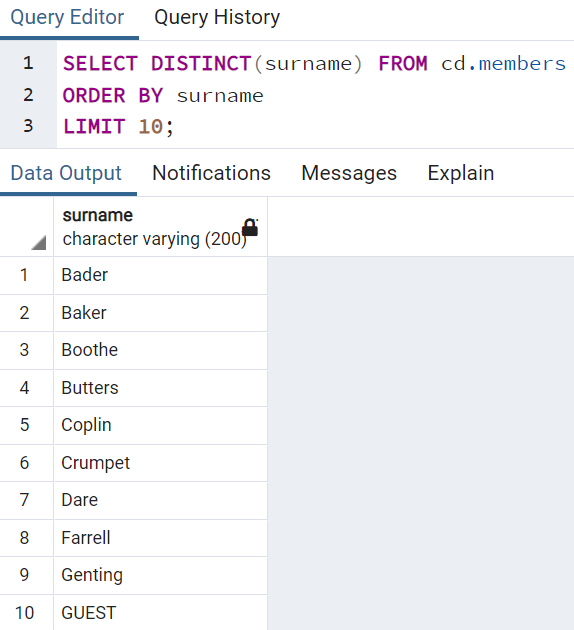 Query Editor Query History
1 SELECT DISTINCT(surname) FROM cd.members
2 ORDER BY surname
3 LIMIT 10;
Data Output Notifications Messages Explain
surname
character varying (200)
1 Bader
2 Baker
3 Boothe
4 Butters
5 Coplin
6 Crumpet
7 Dare
8 Farrell
9 Genting
10 GUEST